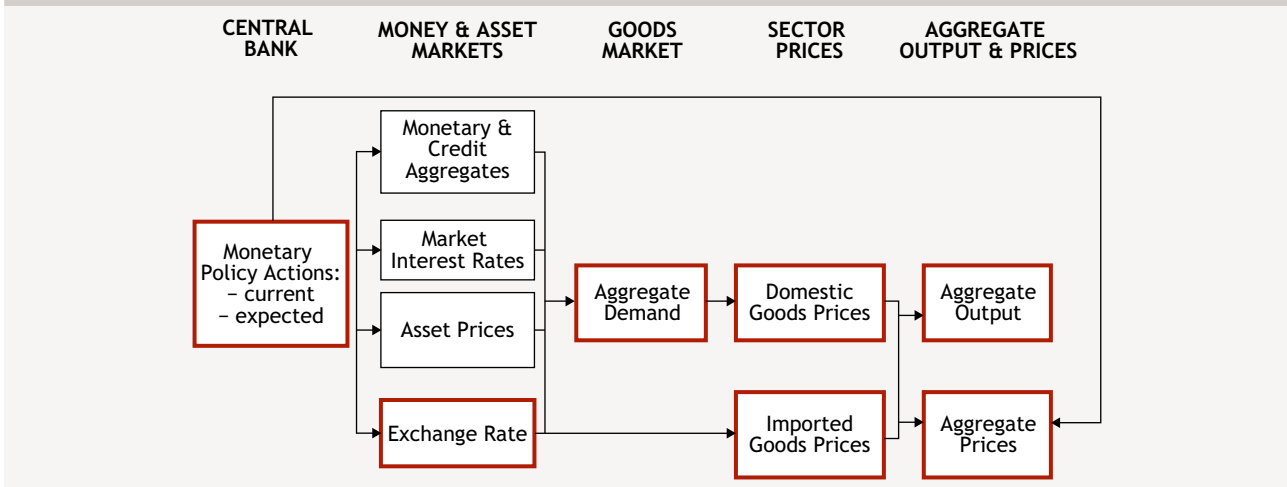 CENTRAL
BANK
MONEY & ASSET
MARKETS
GOODS
MARKET
SECTOR
PRICES
AGGREGATE
OUTPUT & PRICES
Monetary &
Credit
Aggregates
Monetary
Policy Actions:
– current
– expected
Market
Interest Rates
Asset Prices
Exchange Rate
Aggregate
Demand
Domestic
Goods Prices
Imported
Goods Prices
Aggregate
Output
Aggregate
Prices